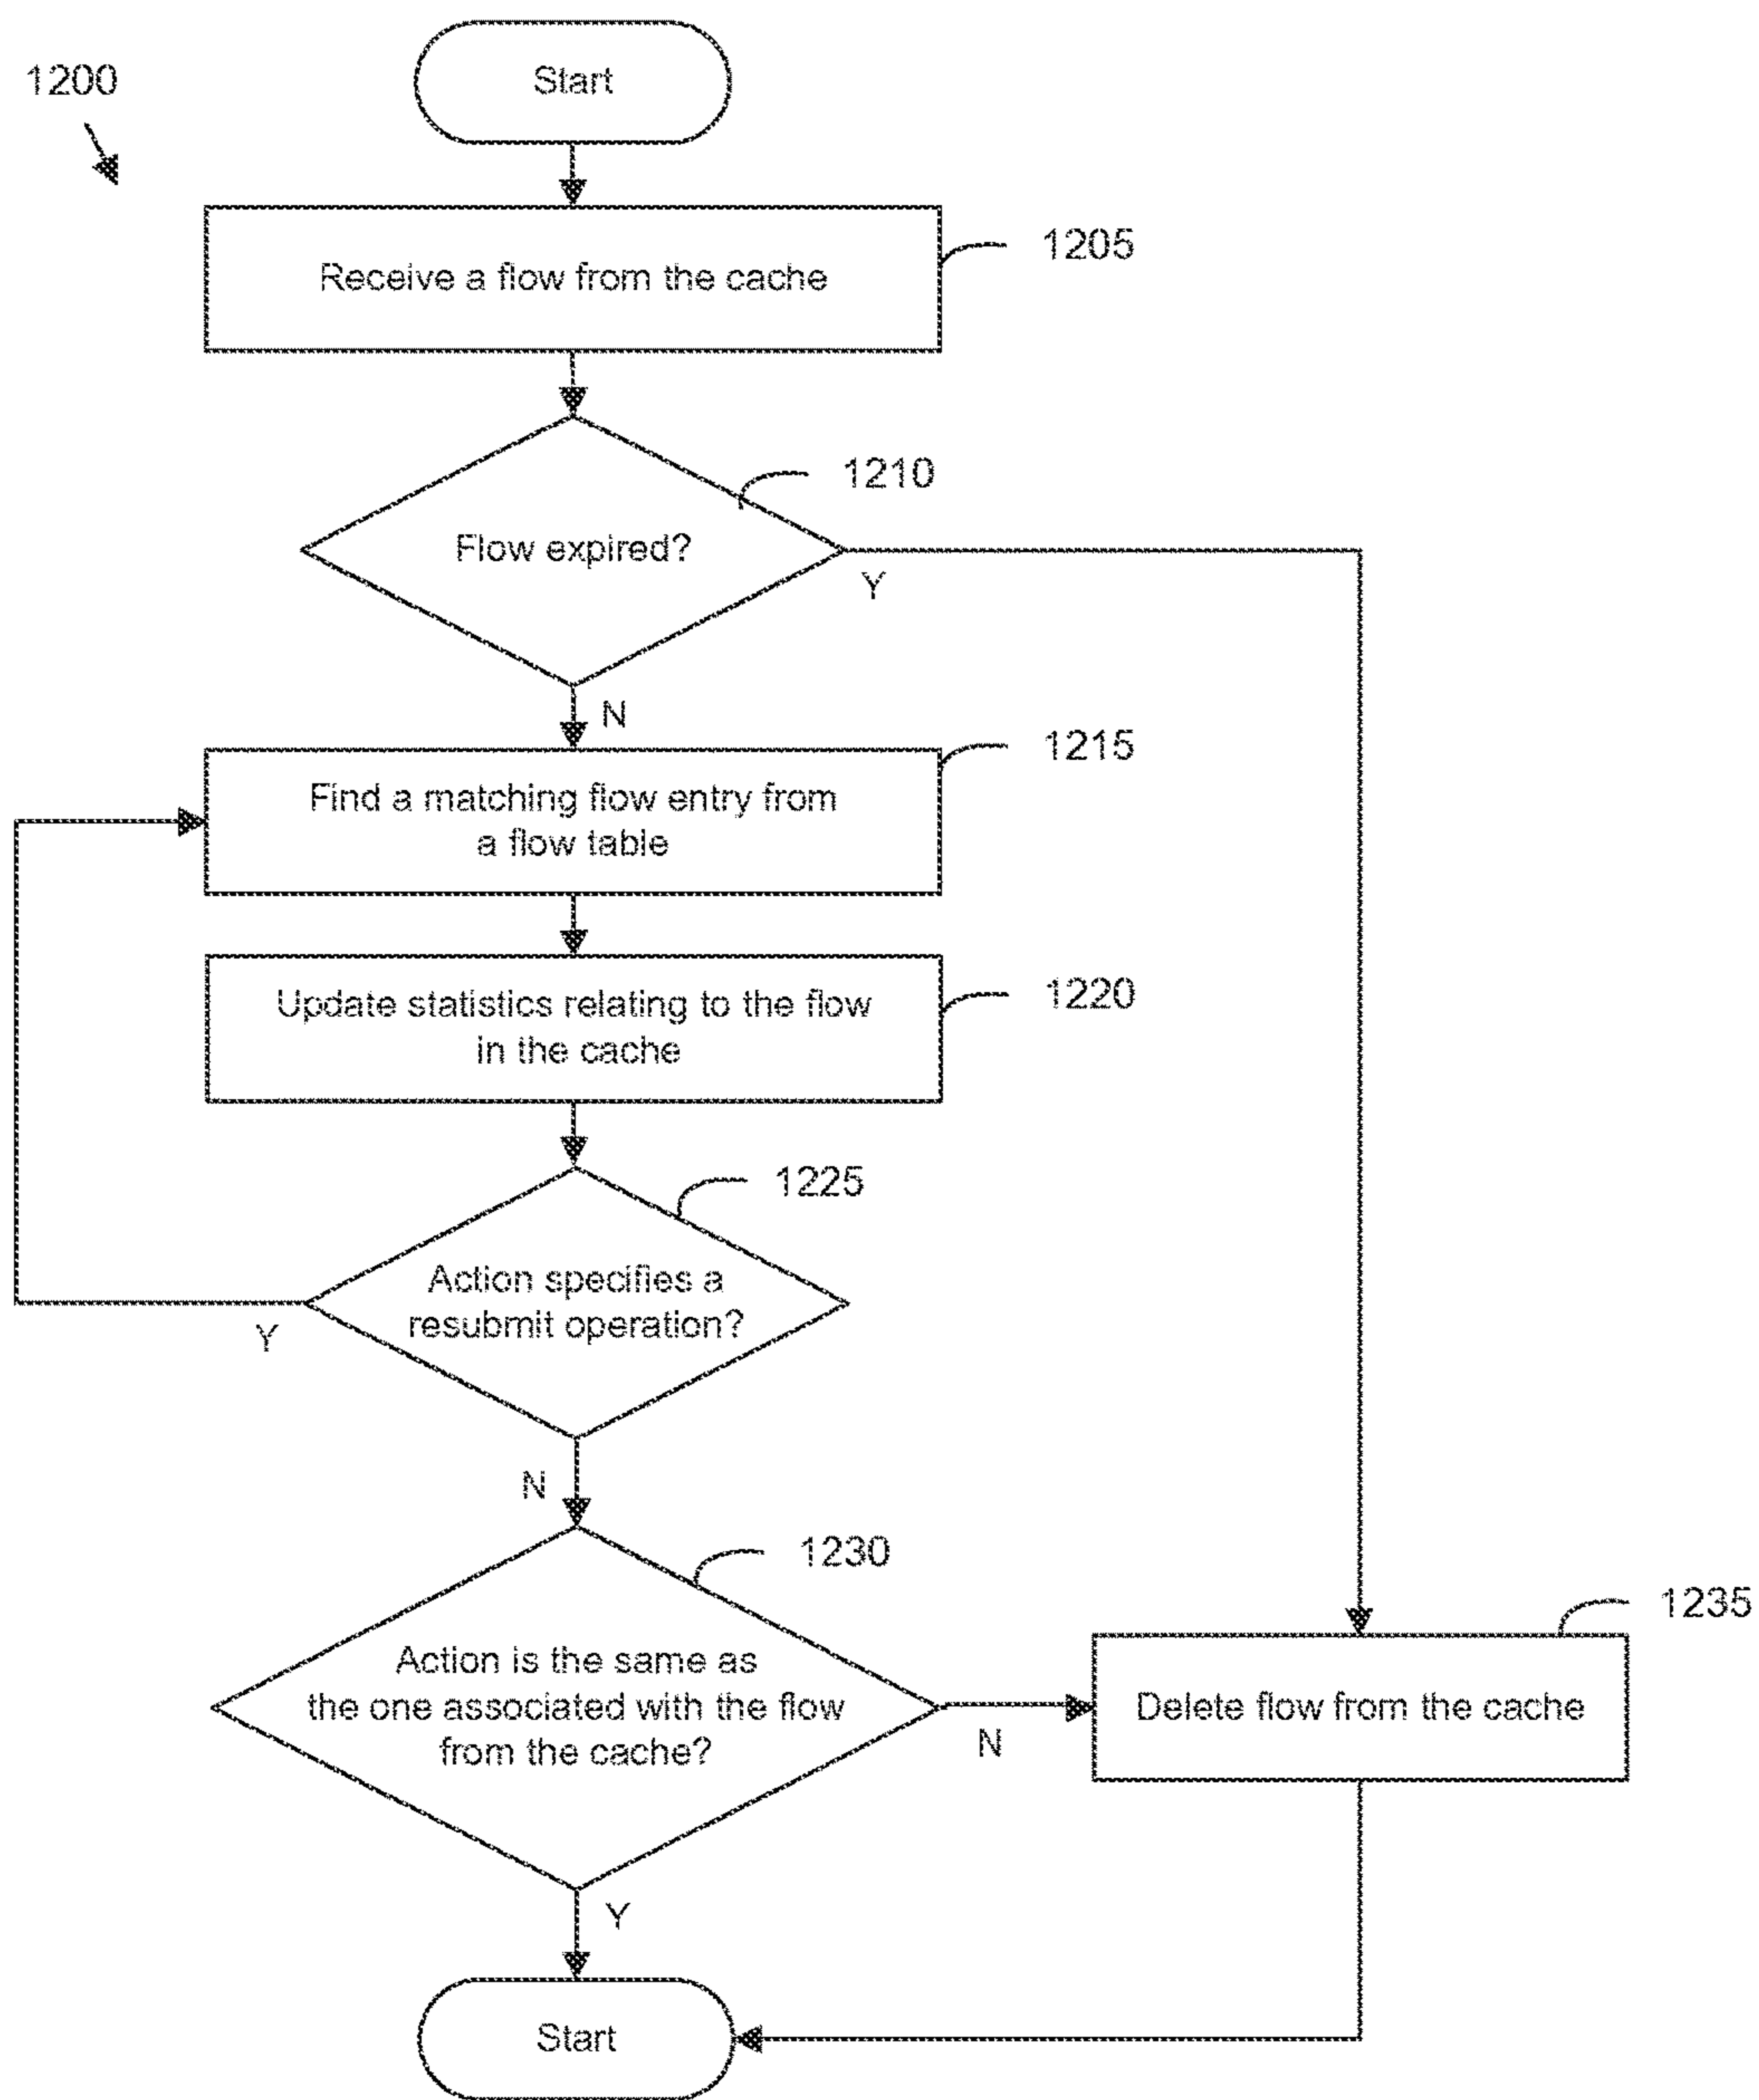 1200
Start
Receive a flow from the cache
1205
Flow expired?
1210
Y
N
Find a matching flow entry from
a flow table
1215
Update statistics relating to the flow
in the cache
1220
Action specifies a
resubmit operation?
1225
Y
N
Action is the same as
the one associated with the flow
from the cache?
1230
N
Delete flow from the cache
1235
Y
Start